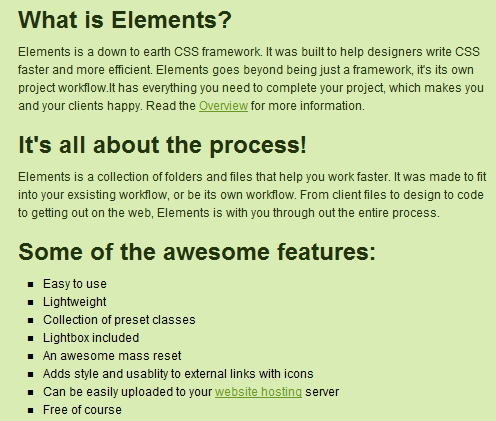 What is Elements?
Elements is a down to earth CSS framework. It was built to help designers write CSS
faster and more efficient. Elements goes beyond being just a framework, it's its own
project workflow.It has everything you need to complete your project, which makes you
and your clients happy. Read the Overview for more information.
It's all about the process!
Elements is a collection of folders and files that help you work faster. It was made to fit
into your exsisting workflow, or be its own workflow. From client files to design to code
to getting out on the web, Elements is with you through out the entire process.
Some of the awesome features:
Easy to use
Lightweight
Collection of preset classes
Lightbox included
An awesome mass reset
Adds style and usablity to external links with icons
Can be easily uploaded to your website hosting server
Free of course